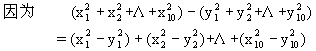 因为 (x₁² + x₂² +Λ+ x₁₀²) − (y₁² + y₂² +Λ+ y₁₀²)
= (x₁² − y₁²) + (x₂² − y₂²)+Λ+ (x₁₀² − y₁₀²)